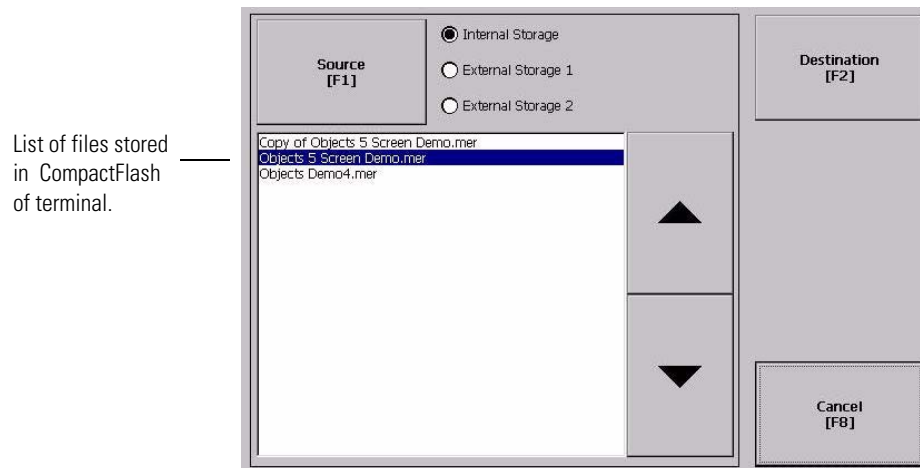 Source
[F1]
Internal Storage
External Storage 1
External Storage 2
Destination
[F2]
List of files stored
in CompactFlash
of terminal.
Copy of Objects 5 Screen Demo.mer
Objects 5 Screen Demo.mer
Objects Demo4.mer
Cancel
[F8]